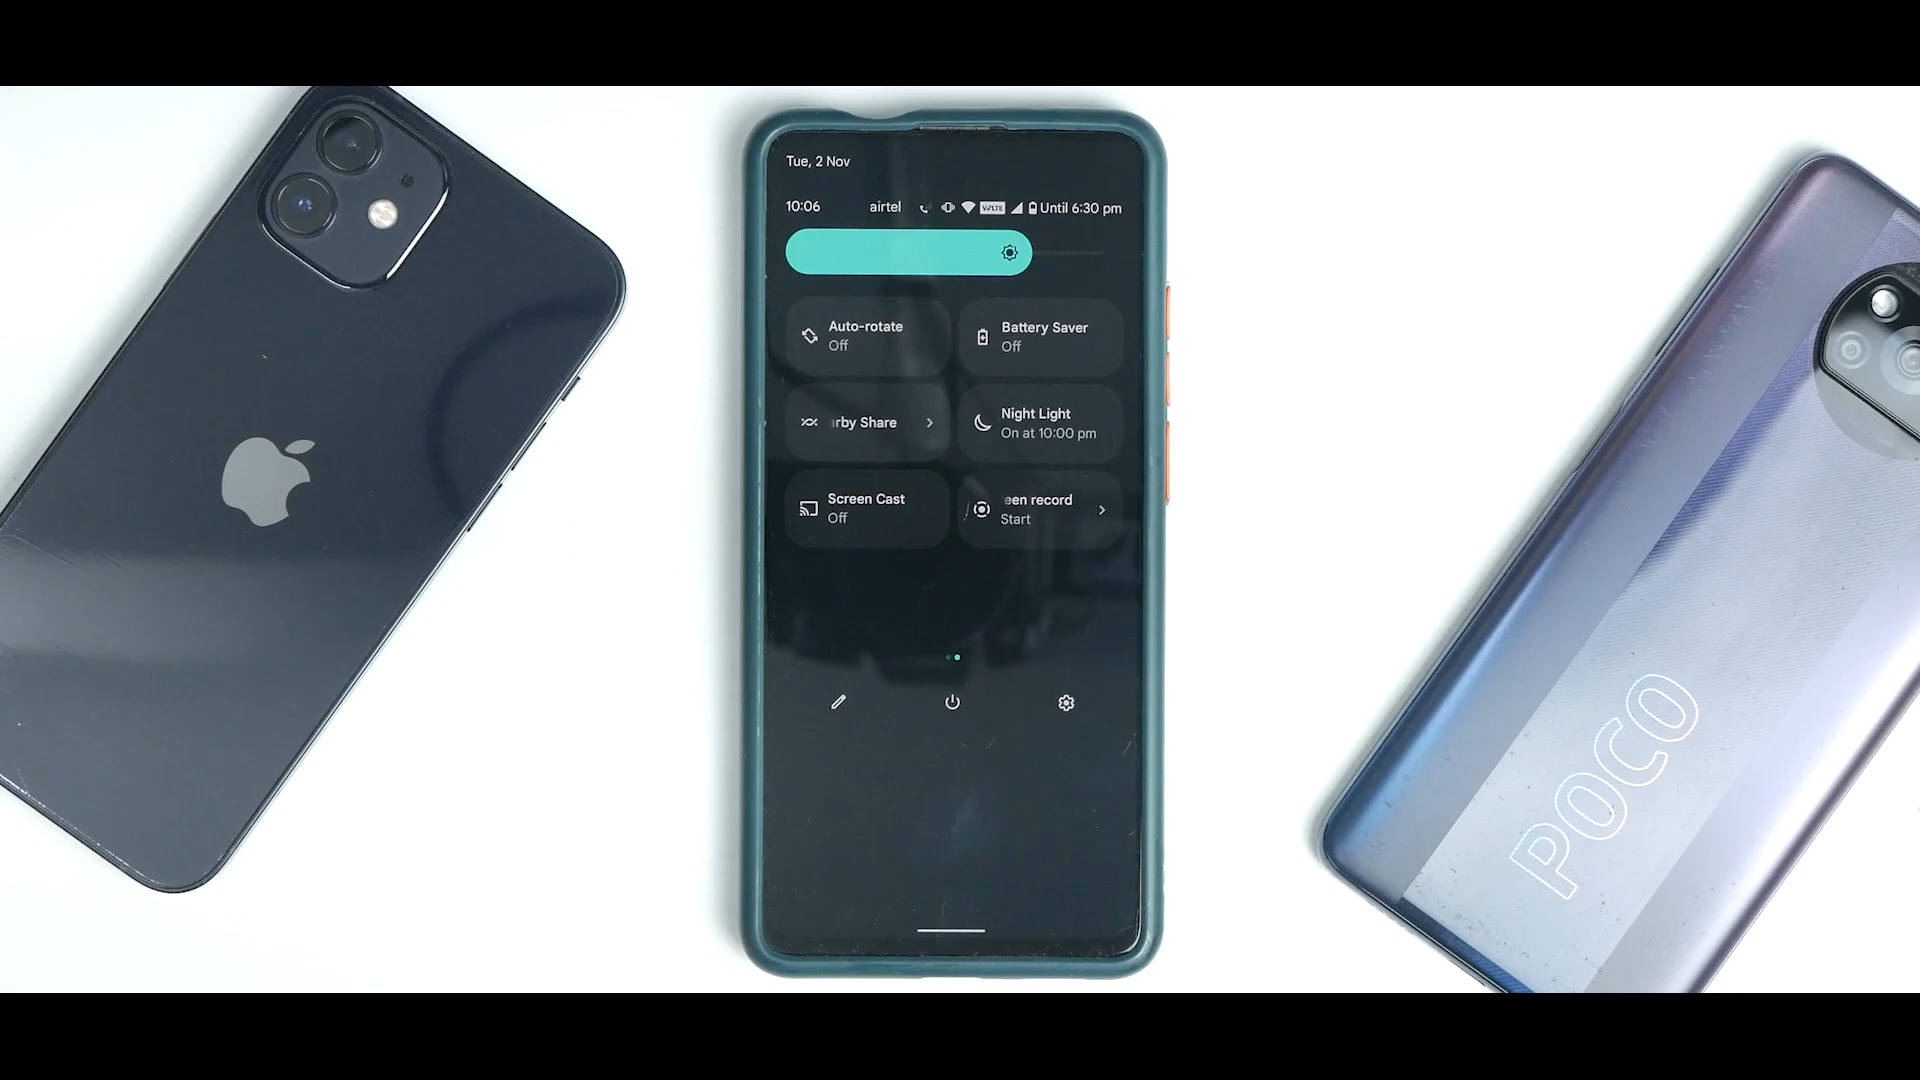 Tue, 2 Nov
10:06 airtel VoLTE Until 6:30 pm
Auto-rotate
Off
Battery Saver
Off
rby Share
Night Light
On at 10:00 pm
Screen Cast
Off
een record
Start
POCO